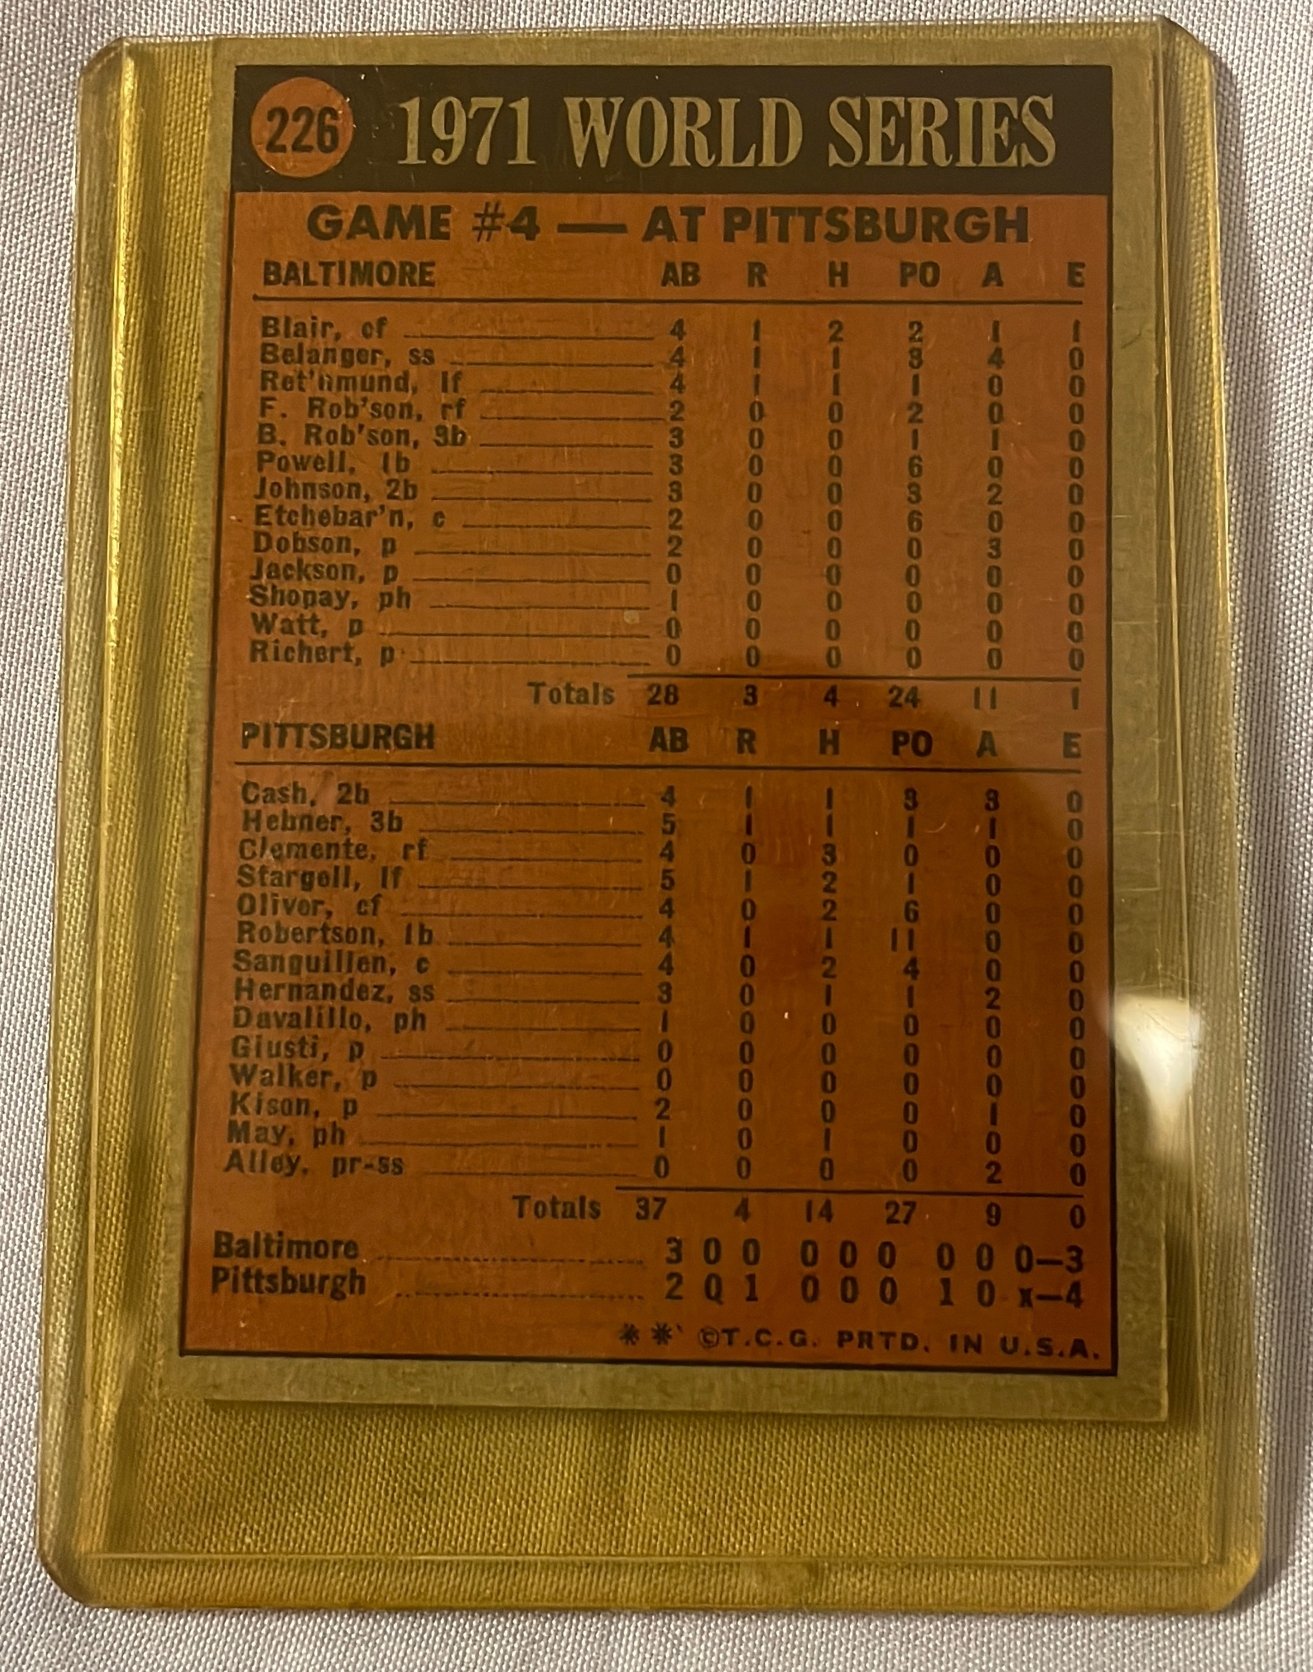 226 1971 WORLD SERIES
GAME #4 — AT PITTSBURGH
BALTIMORE AB R H PO A E
Blair, cf 4 1 2 2 1 1
Belanger, ss 4 1 1 3 4 0
Ret'nmund, lf 4 1 1 1 0 0
F. Rob'son, rf 2 0 0 2 0 0
B. Rob'son, 3b 3 0 0 1 1 0
Powell, 1b 3 0 0 6 0 0
Johnson, 2b 3 0 0 3 2 0
Etchebar'n, c 2 0 0 6 0 0
Dobson, p 2 0 0 0 3 0
Jackson, p 0 0 0 0 0 0
Shopay, ph 1 0 0 0 0 0
Watt, p 0 0 0 0 0 0
Richert, p 0 0 0 0 0 0
Totals 28 3 4 24 11 1
PITTSBURGH AB R H PO A E
Cash, 2b 4 1 1 3 3 0
Hebner, 3b 5 1 1 1 1 0
Clemente, rf 4 0 3 0 0 0
Stargell, lf 5 1 2 1 0 0
Oliver, cf 4 0 2 6 0 0
Robertson, 1b 4 1 1 11 0 0
Sanguillen, c 4 0 2 4 0 0
Hernandez, ss 3 0 1 1 2 0
Davalillo, ph 1 0 0 0 0 0
Giusti, p 0 0 0 0 0 0
Walker, p 0 0 0 0 0 0
Kison, p 2 0 0 0 1 0
May, ph 1 0 1 0 0 0
Alley, pr-ss 0 0 0 0 2 0
Totals 37 4 14 27 9 0
Baltimore 3 0 0 0 0 0 0 0 0—3
Pittsburgh 2 0 1 0 0 0 1 0 x—4
** ©T.C.G. PRTD. IN U.S.A.